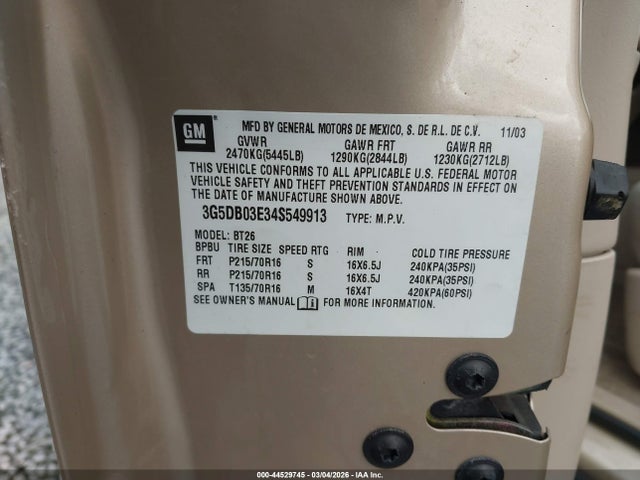 GM
MFD BY GENERAL MOTORS DE MEXICO, S. DE R.L. DE C.V. 11/03
GVWR GAWR FRT GAWR RR
2470KG(5445LB) 1290KG(2844LB) 1230KG(2712LB)
THIS VEHICLE CONFORMS TO ALL APPLICABLE U.S. FEDERAL MOTOR
VEHICLE SAFETY AND THEFT PREVENTION STANDARDS IN EFFECT ON
THE DATE OF MANUFACTURE SHOWN ABOVE.
3G5DB03E34S549913 TYPE: M.P.V.
MODEL: BT26
BPBU TIRE SIZE SPEED RTG RIM COLD TIRE PRESSURE
FRT P215/70R16 S 16X6.5J 240KPA(35PSI)
RR P215/70R16 S 16X6.5J 240KPA(35PSI)
SPA T135/70R16 M 16X4T 420KPA(60PSI)
SEE OWNER'S MANUAL FOR MORE INFORMATION.
000-44529745 - 03/04/2026 - IAAI.COM